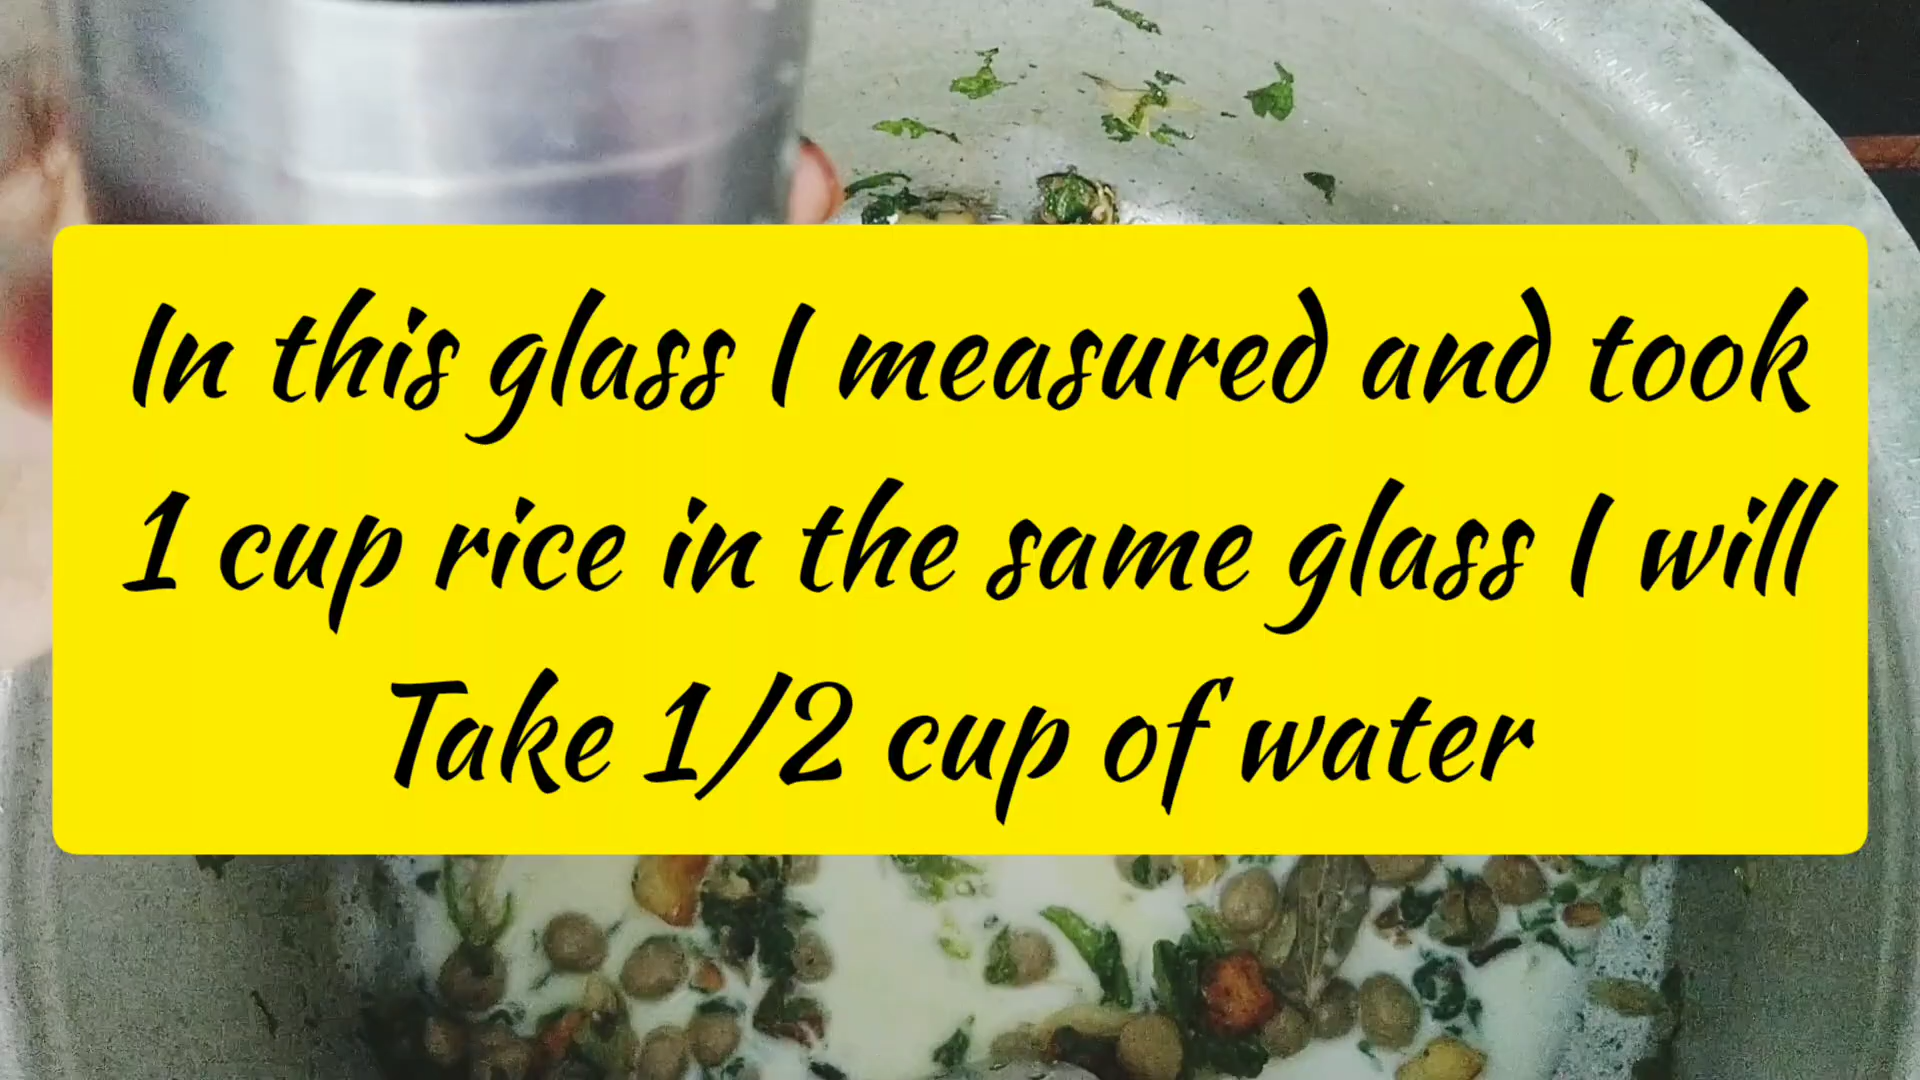 In this glass I measured and took
1 cup rice in the same glass I will
Take 1/2 cup of water